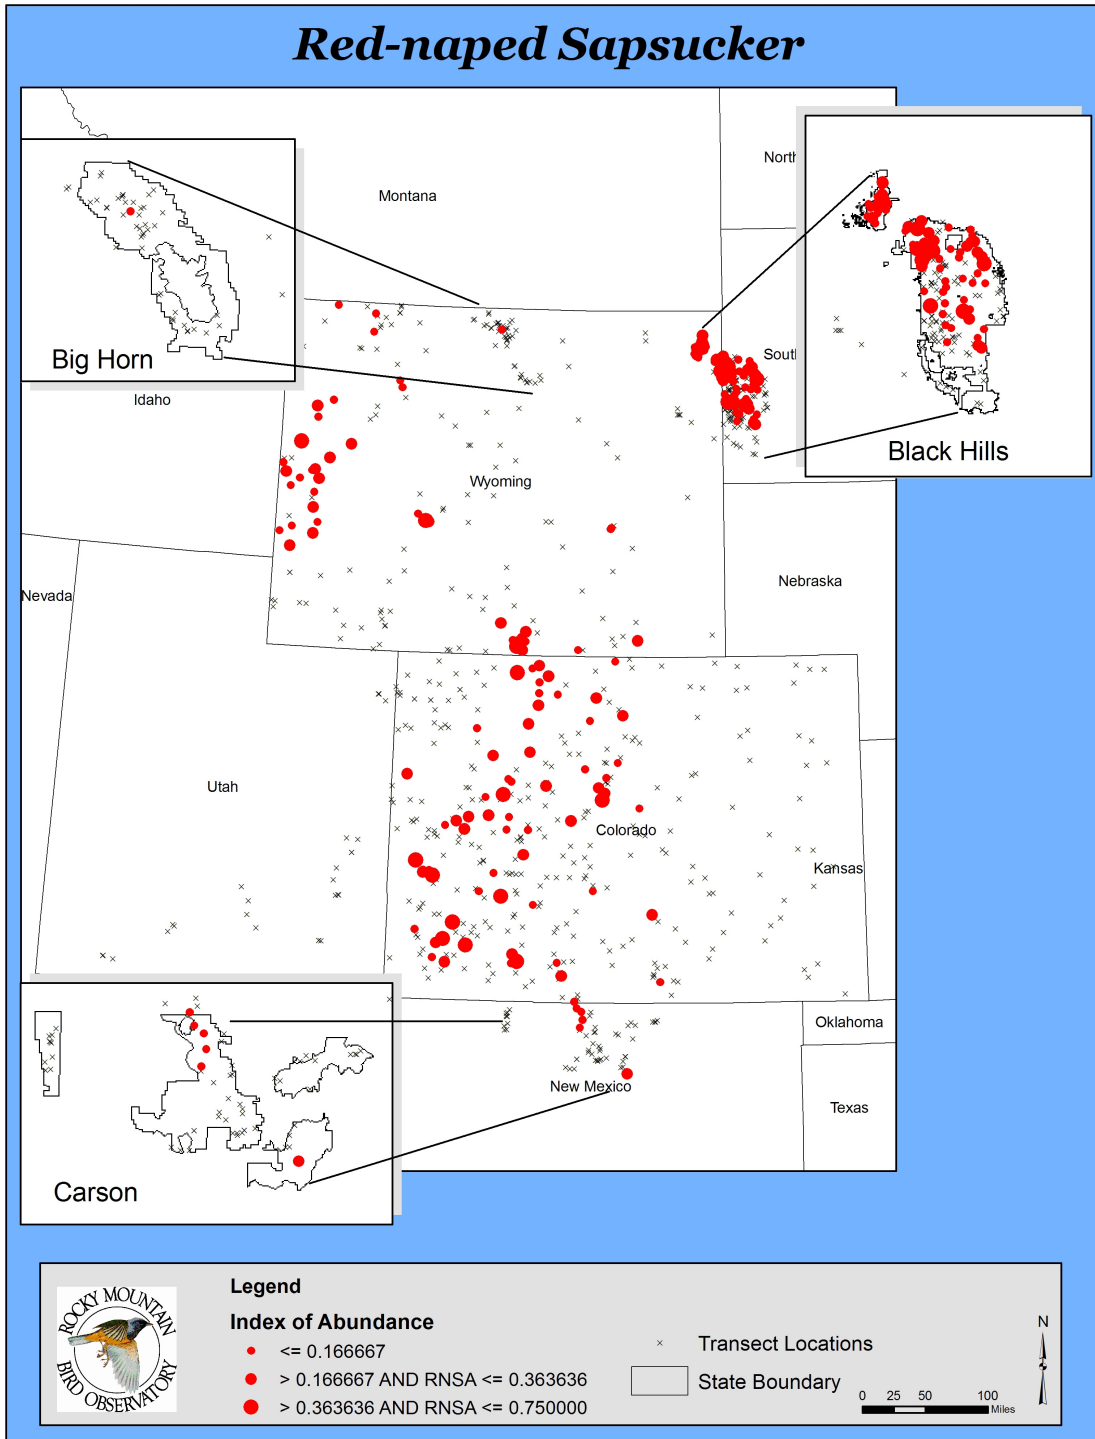 Red-naped Sapsucker
Montana
North
Big Horn
Idaho
South
Black Hills
Wyoming
Nebraska
Nevada
Utah
Colorado
Kansas
Oklahoma
New Mexico
Texas
Carson
Legend
Index of Abundance
<= 0.166667
> 0.166667 AND RNSA <= 0.363636
> 0.363636 AND RNSA <= 0.750000
Transect Locations
State Boundary
N
0 25 50 100
Miles
ROCKY MOUNTAIN
BIRD OBSERVATORY